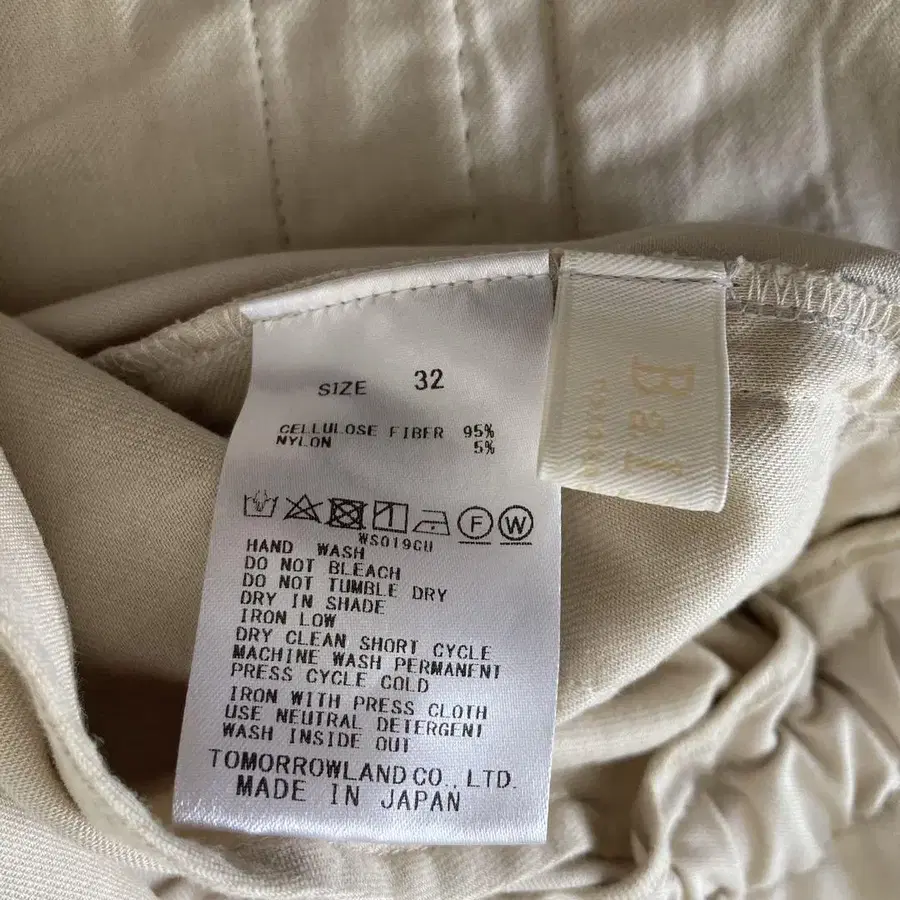 SIZE 32
CELLULOSE FIBER 95%
NYLON 5%
F W
WS019CU
HAND WASH
DO NOT BLEACH
DO NOT TUMBLE DRY
DRY IN SHADE
IRON LOW
DRY CLEAN SHORT CYCLE
MACHINE WASH PERMANENT
PRESS CYCLE COLD
IRON WITH PRESS CLOTH
USE NEUTRAL DETERGENT
WASH INSIDE OUT
TOMORROWLAND CO., LTD.
MADE IN JAPAN
Bal